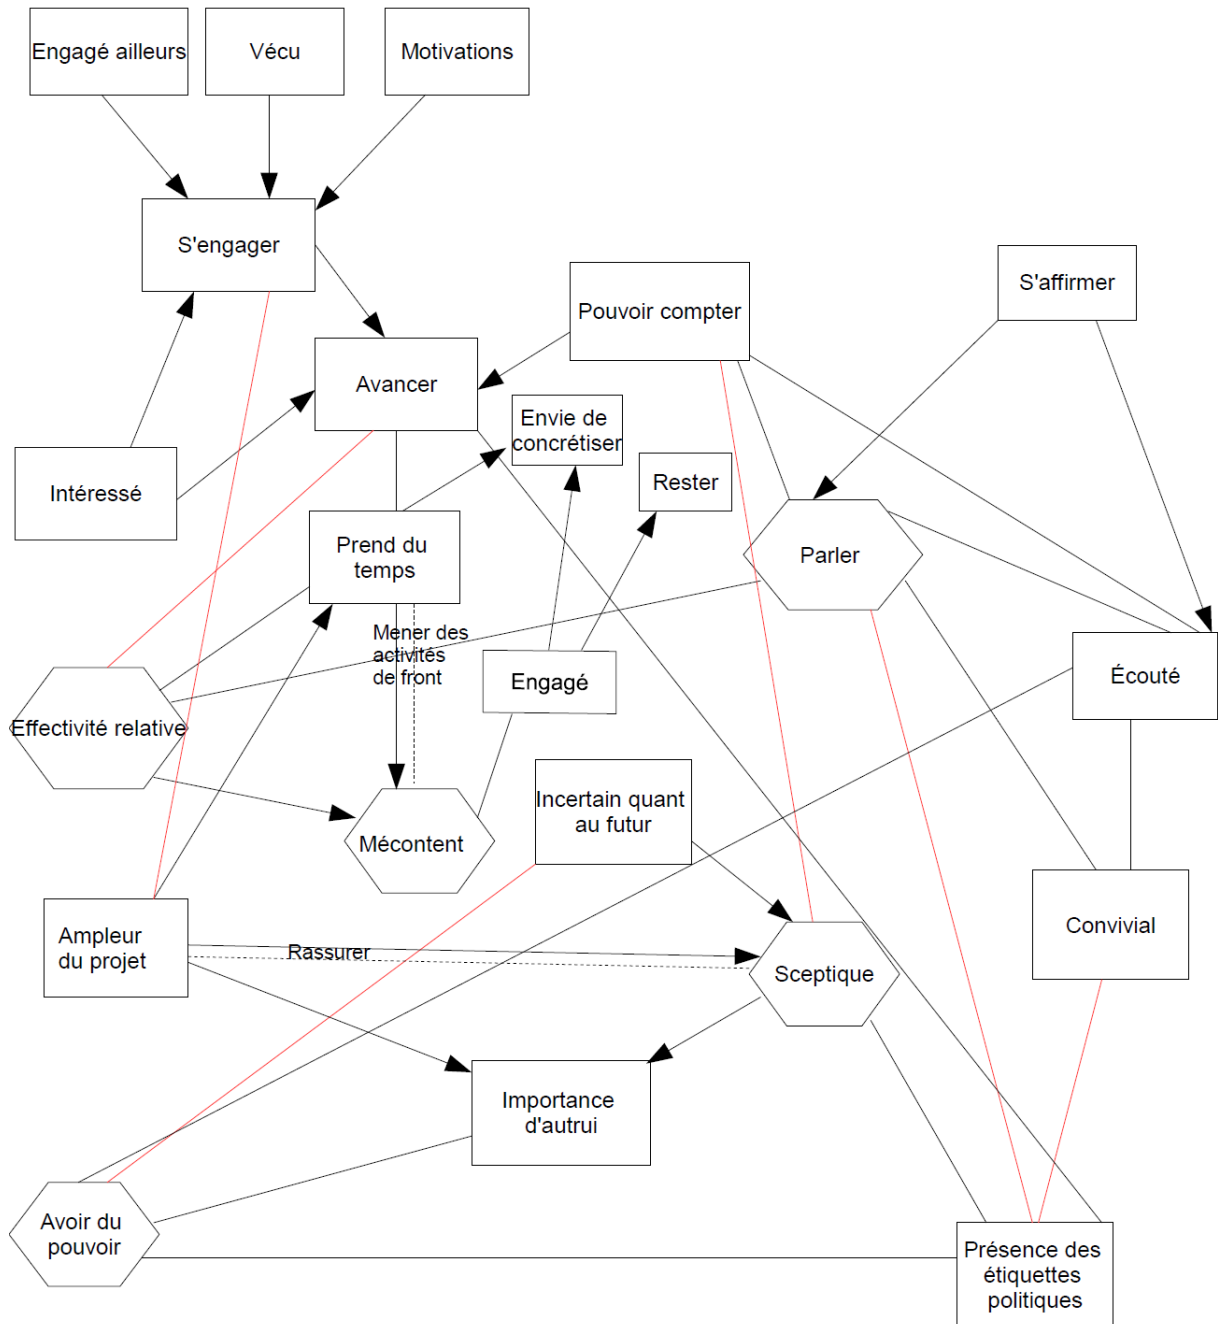 Engagé ailleurs
Vécu
Motivations
S'engager
Pouvoir compter
S'affirmer
Avancer
Envie de
concrétiser
Rester
Intéressé
Prend du
temps
Parler
Mener des
activités
de front
Engagé
Écouté
Effectivité relative
Incertain quant
au futur
Mécontent
Ampleur
du projet
Rassurer
Sceptique
Convivial
Importance
d'autrui
Avoir du
pouvoir
Présence des
étiquettes
politiques